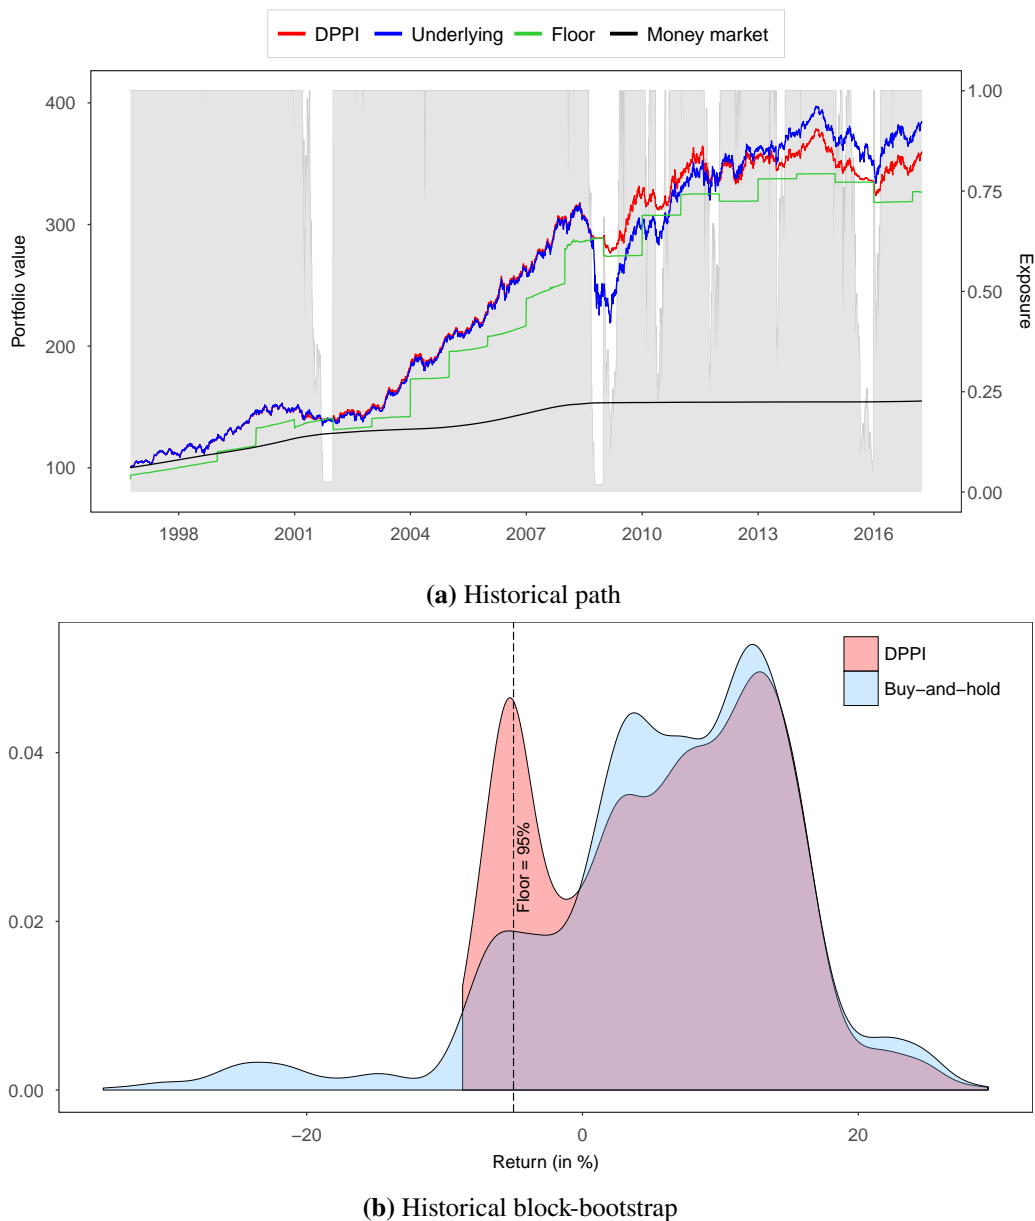 DPPI Underlying Floor Money market
400
300
200
100
Portfolio value
1.00
0.75
0.50
0.25
0.00
Exposure
1998 2001 2004 2007 2010 2013 2016
(a) Historical path
DPPI
Buy−and−hold
Floor = 95%
0.04
0.02
0.00
−20 0 20
Return (in %)
(b) Historical block-bootstrap